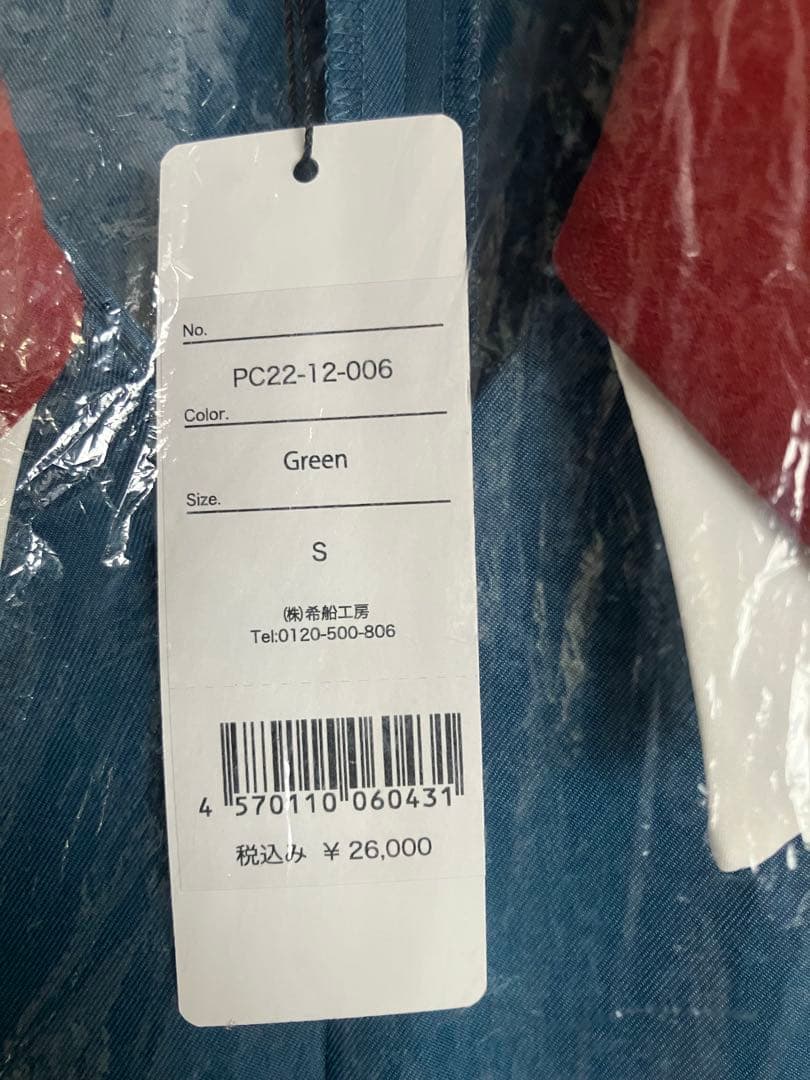 No.
PC22-12-006
Color.
Green
Size.
S
㈱希船工房
Tel:0120-500-806
4 570110 060431
税込み ¥ 26,000